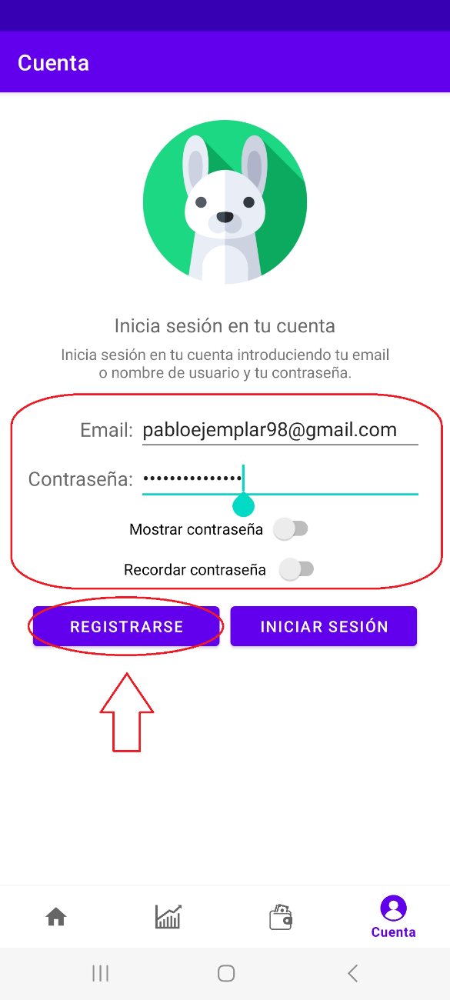 Cuenta
Inicia sesión en tu cuenta
Inicia sesión en tu cuenta introduciendo tu email
o nombre de usuario y tu contraseña.
Email: pabloejemplar98@gmail.com
Contraseña: •••••••••••••••
Mostrar contraseña
Recordar contraseña
REGISTRARSE INICIAR SESIÓN
Cuenta